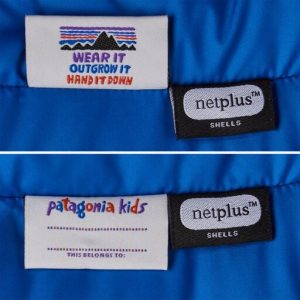 WEAR IT
OUTGROW IT
HAND IT DOWN
netplus™
SHELLS
patagonia kids
THIS BELONGS TO:
netplus™
SHELLS